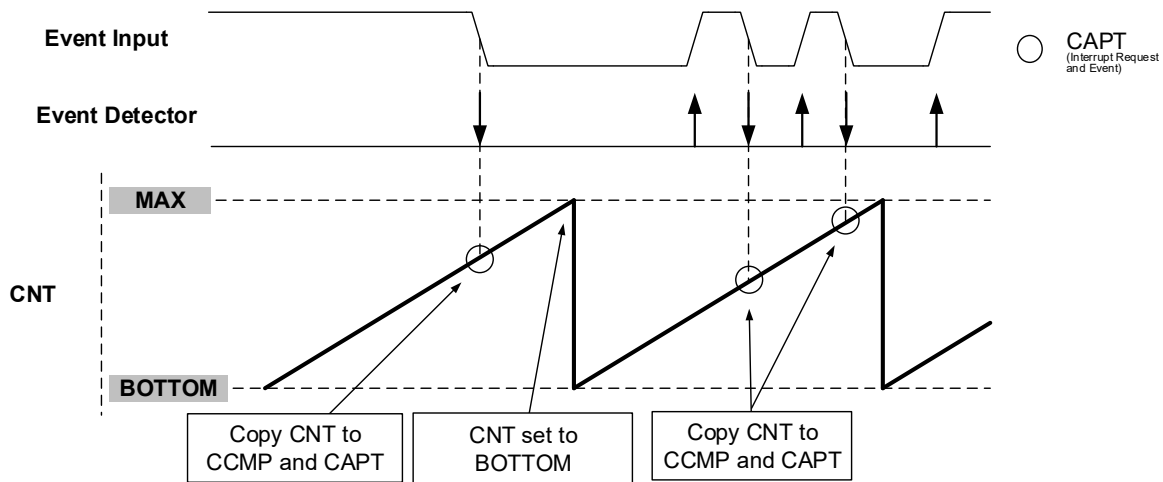 Event Input
CAPT
(Interrupt Request
and Event)
Event Detector
MAX
CNT
BOTTOM
Copy CNT to
CCMP and CAPT
CNT set to
BOTTOM
Copy CNT to
CCMP and CAPT